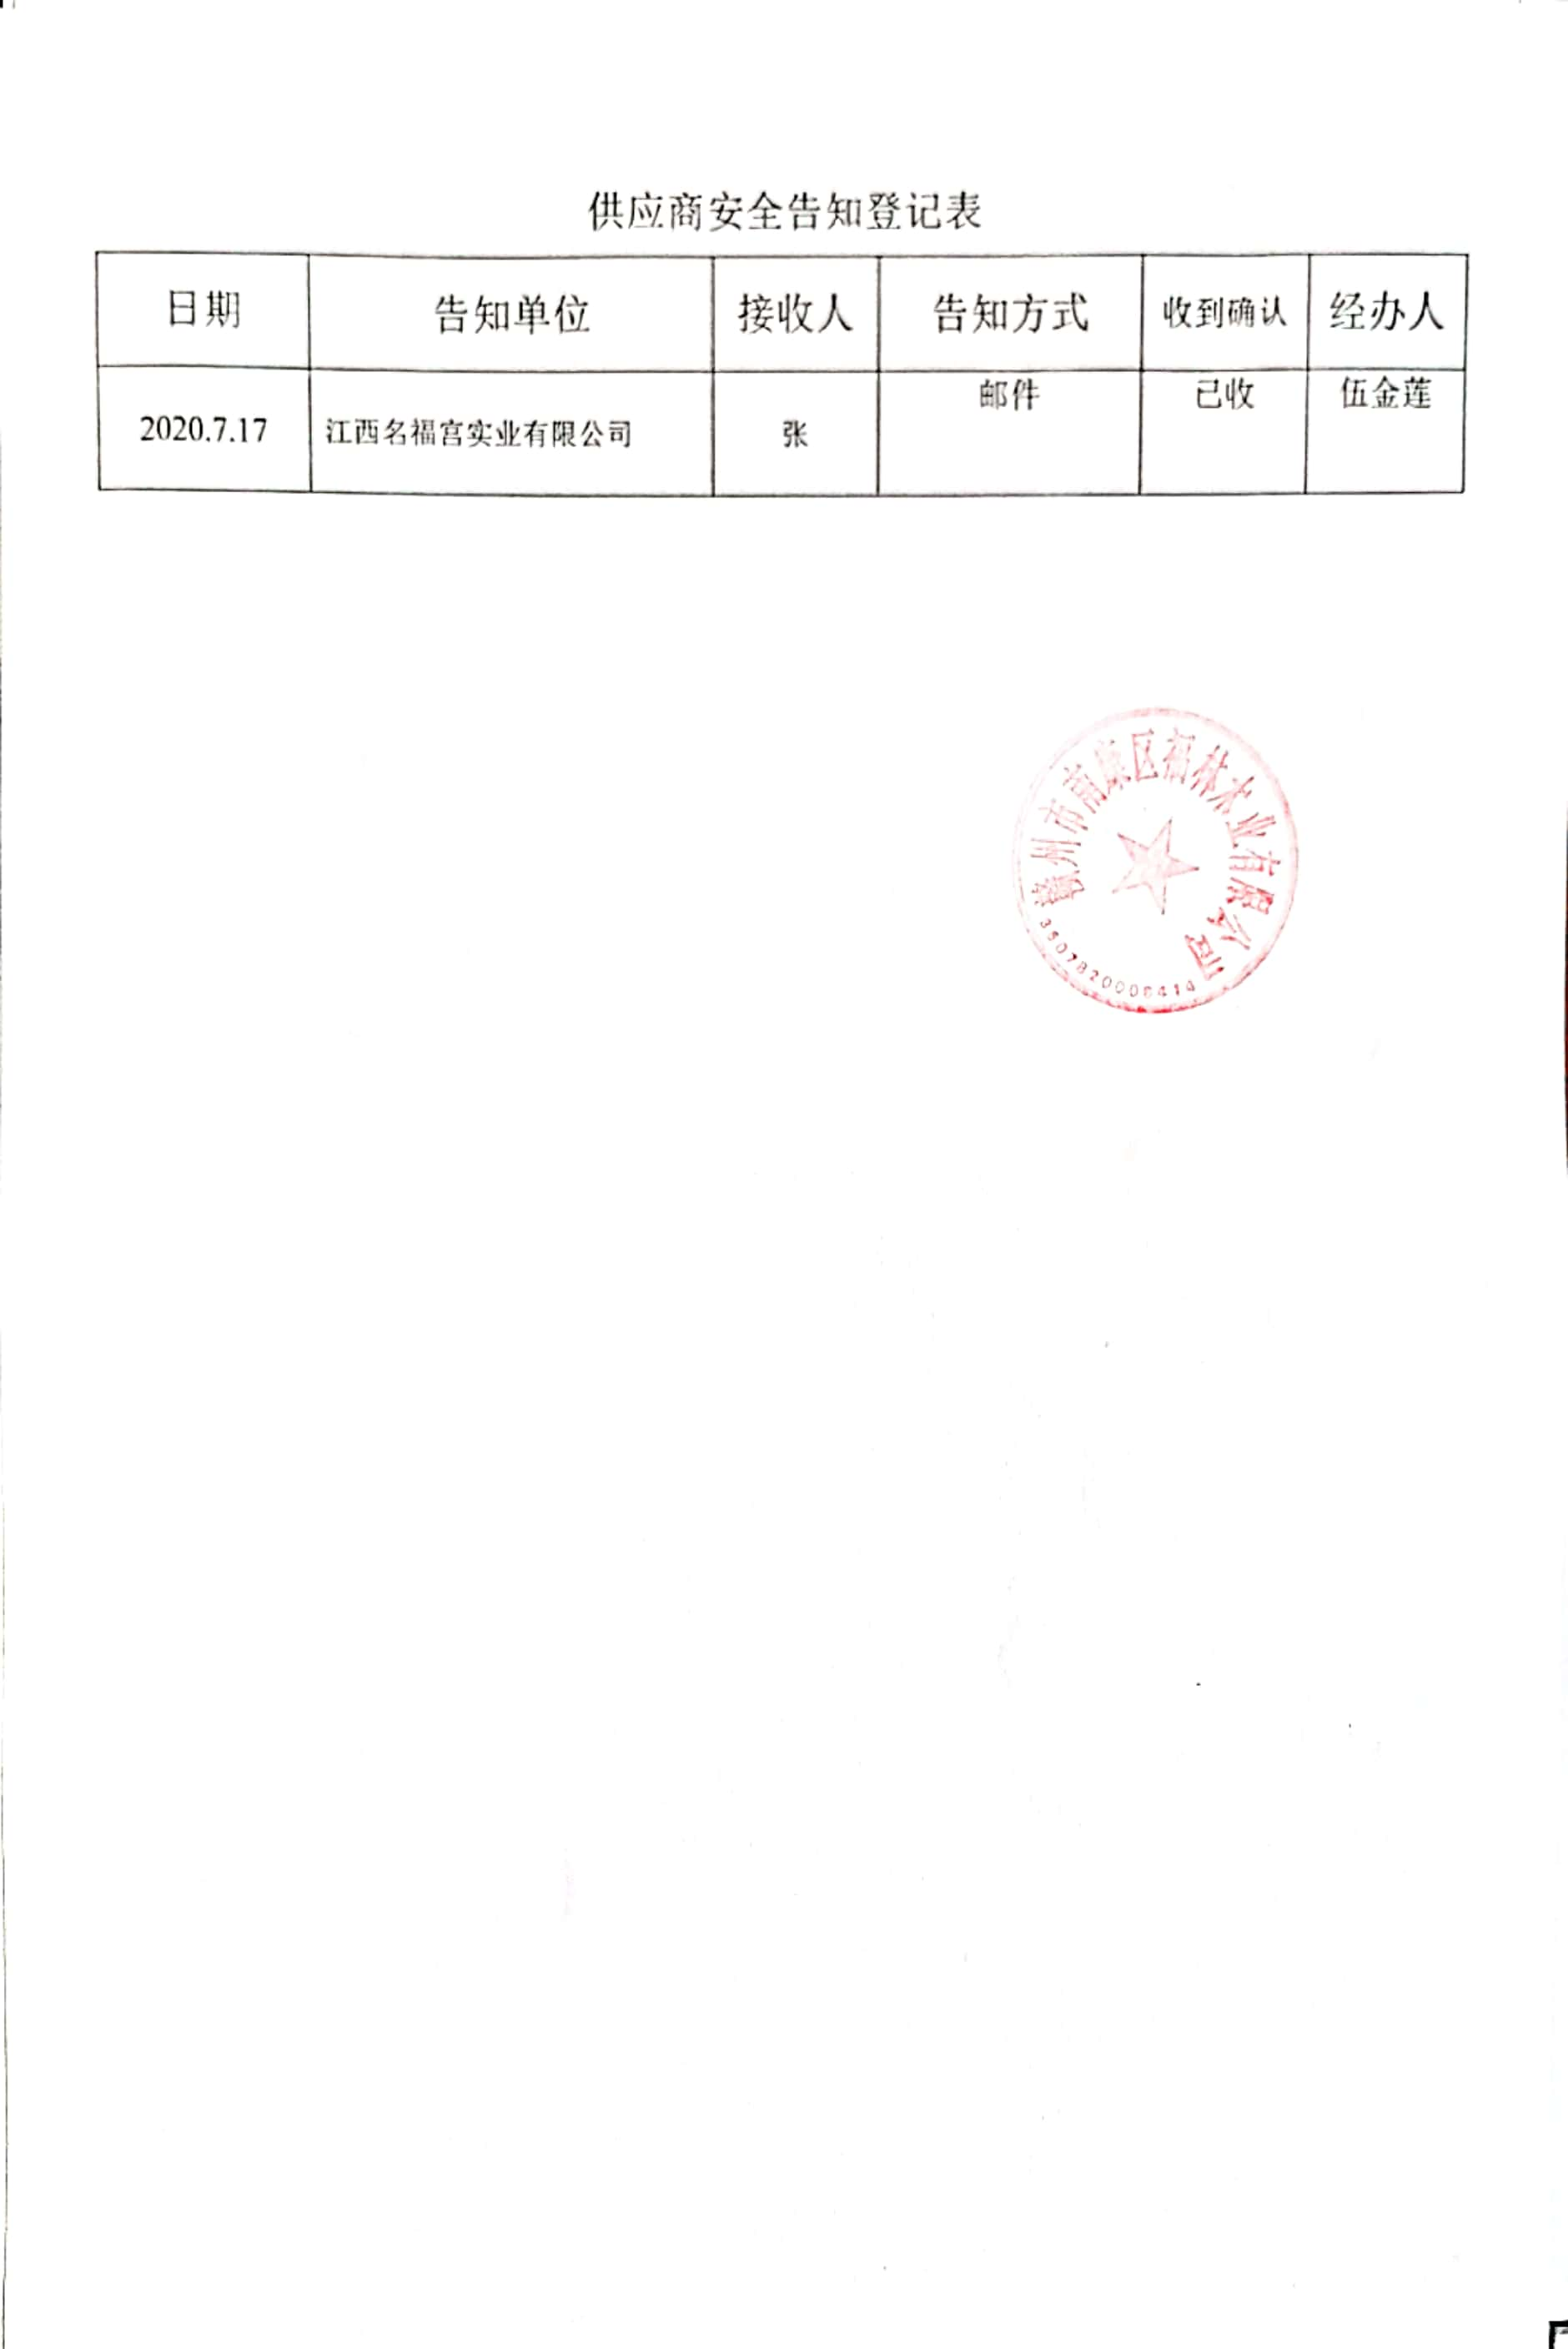 供应商安全告知登记表
日期 告知单位 接收人 告知方式 收到确认 经办人
2020.7.17 江西名福宫实业有限公司 张 邮件 已收 伍金莲
赣州市南康区福林木业有限公司